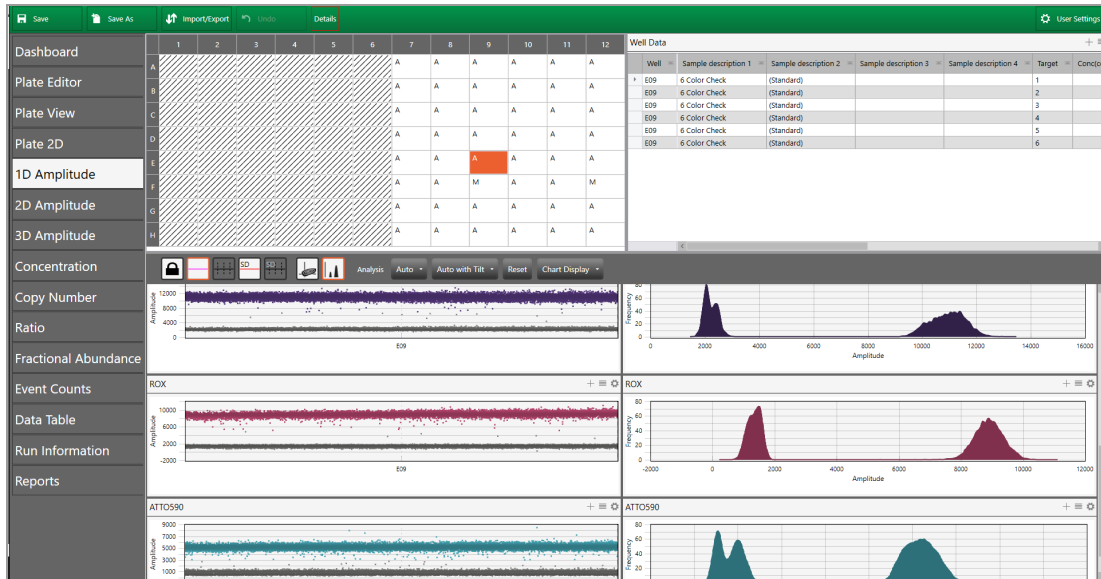 Save Save As Import/Export Undo Details User Settings
Dashboard
Plate Editor
Plate View
Plate 2D
1D Amplitude
2D Amplitude
3D Amplitude
Concentration
Copy Number
Ratio
Fractional Abundance
Event Counts
Data Table
Run Information
Reports
1 2 3 4 5 6 7 8 9 10 11 12
A A A A A A A
B A A A A A A
C A A A A A A
D A A A A A A
E A A A A A A
F A A M A A M
G A A A A A A
H A A A A A A
Well Data
Well Sample description 1 Sample description 2 Sample description 3 Sample description 4 Target Conc(o
E09 6 Color Check (Standard) 1
E09 6 Color Check (Standard) 2
E09 6 Color Check (Standard) 3
E09 6 Color Check (Standard) 4
E09 6 Color Check (Standard) 5
E09 6 Color Check (Standard) 6
SD SD Analysis Auto Auto with Tilt Reset Chart Display
Amplitude
12000
8000
4000
0
Frequency
80
60
40
20
0
0 2000 4000 6000 8000 10000 12000 14000 16000
Amplitude
ROX
Amplitude
10000
6000
2000
-2000
ROX
Frequency
80
60
40
20
0
-2000 0 2000 4000 6000 8000 10000 12000
Amplitude
ATTO590
Amplitude
9000
7000
5000
3000
1000
ATTO590
Frequency
80
60
40
20